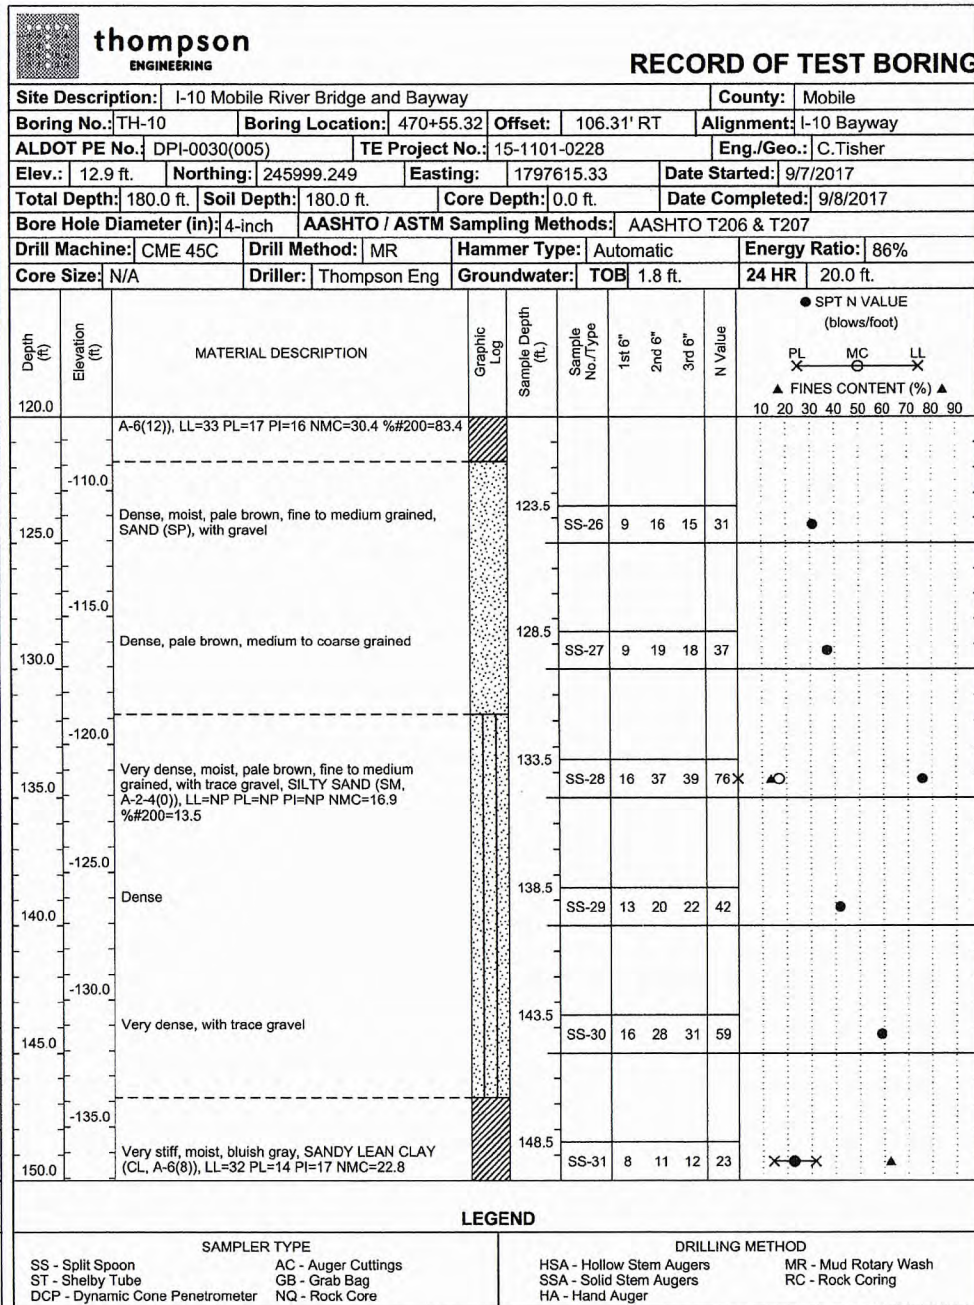 thompson
ENGINEERING
RECORD OF TEST BORING
Site Description: I-10 Mobile River Bridge and Bayway County: Mobile
Boring No.: TH-10 Boring Location: 470+55.32 Offset: 106.31' RT Alignment: I-10 Bayway
ALDOT PE No.: DPI-0030(005) TE Project No.: 15-1101-0228 Eng./Geo.: C.Tisher
Elev.: 12.9 ft. Northing: 245999.249 Easting: 1797615.33 Date Started: 9/7/2017
Total Depth: 180.0 ft. Soil Depth: 180.0 ft. Core Depth: 0.0 ft. Date Completed: 9/8/2017
Bore Hole Diameter (in): 4-inch AASHTO / ASTM Sampling Methods: AASHTO T206 & T207
Drill Machine: CME 45C Drill Method: MR Hammer Type: Automatic Energy Ratio: 86%
Core Size: N/A Driller: Thompson Eng Groundwater: TOB 1.8 ft. 24 HR 20.0 ft.
Depth (ft) Elevation (ft) MATERIAL DESCRIPTION Graphic Log Sample Depth (ft.) Sample No./Type 1st 6" 2nd 6" 3rd 6" N Value
● SPT N VALUE
(blows/foot)
PL MC LL
▲ FINES CONTENT (%) ▲
120.0 10 20 30 40 50 60 70 80 90
A-6(12)), LL=33 PL=17 PI=16 NMC=30.4 %#200=83.4
-110.0
123.5
Dense, moist, pale brown, fine to medium grained,
SAND (SP), with gravel
SS-26 9 16 15 31
125.0
-115.0
128.5
Dense, pale brown, medium to coarse grained
SS-27 9 19 18 37
130.0
-120.0
133.5
Very dense, moist, pale brown, fine to medium
grained, with trace gravel, SILTY SAND (SM,
A-2-4(0)), LL=NP PL=NP PI=NP NMC=16.9
%#200=13.5
SS-28 16 37 39 76
135.0
-125.0
138.5
Dense
SS-29 13 20 22 42
140.0
-130.0
143.5
Very dense, with trace gravel
SS-30 16 28 31 59
145.0
-135.0
148.5
Very stiff, moist, bluish gray, SANDY LEAN CLAY
(CL, A-6(8)), LL=32 PL=14 PI=17 NMC=22.8
SS-31 8 11 12 23
150.0
LEGEND
SAMPLER TYPE
SS - Split Spoon AC - Auger Cuttings
ST - Shelby Tube GB - Grab Bag
DCP - Dynamic Cone Penetrometer NQ - Rock Core
DRILLING METHOD
HSA - Hollow Stem Augers MR - Mud Rotary Wash
SSA - Solid Stem Augers RC - Rock Coring
HA - Hand Auger